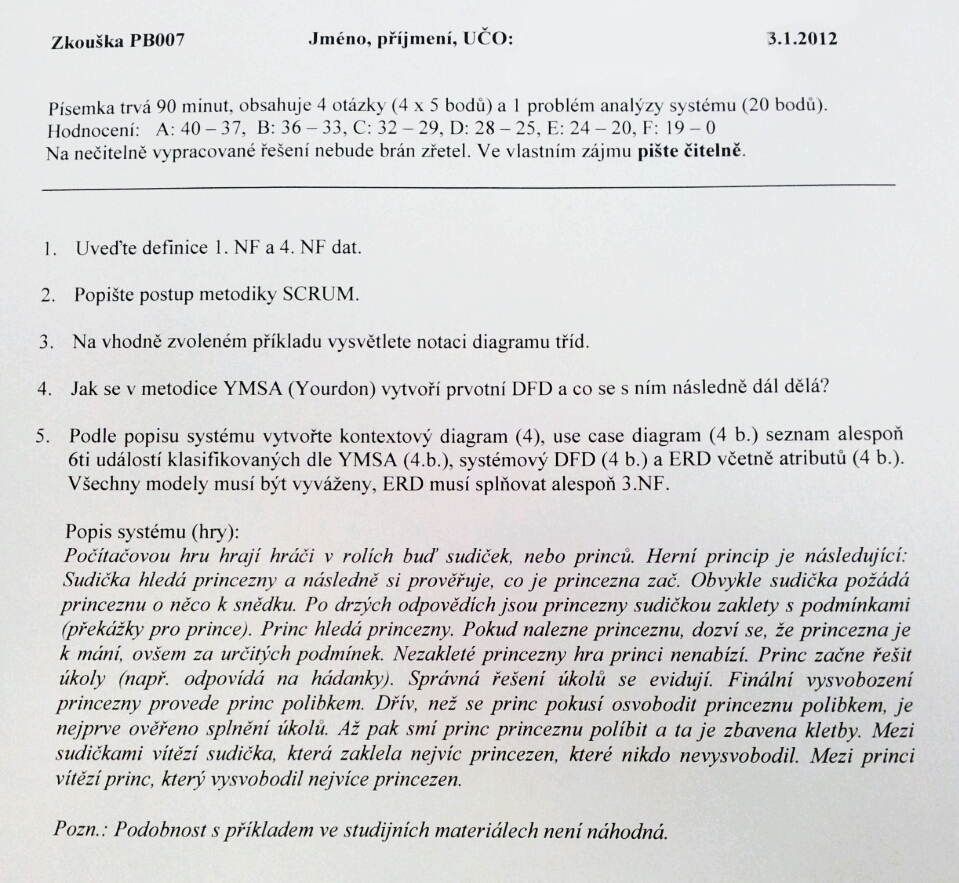 Zkouška PB007 Jméno, příjmení, UČO: 3.1.2012
Písemka trvá 90 minut, obsahuje 4 otázky (4 x 5 bodů) a 1 problém analýzy systému (20 bodů).
Hodnocení: A: 40 – 37, B: 36 – 33, C: 32 – 29, D: 28 – 25, E: 24 – 20, F: 19 – 0
Na nečitelně vypracované řešení nebude brán zřetel. Ve vlastním zájmu pište čitelně.
1. Uveďte definice 1. NF a 4. NF dat.
2. Popište postup metodiky SCRUM.
3. Na vhodně zvoleném příkladu vysvětlete notaci diagramu tříd.
4. Jak se v metodice YMSA (Yourdon) vytvoří prvotní DFD a co se s ním následně dál dělá?
5. Podle popisu systému vytvořte kontextový diagram (4), use case diagram (4 b.) seznam alespoň
6ti událostí klasifikovaných dle YMSA (4.b.), systémový DFD (4 b.) a ERD včetně atributů (4 b.).
Všechny modely musí být vyváženy, ERD musí splňovat alespoň 3.NF.
Popis systému (hry):
Počítačovou hru hrají hráči v rolích buď sudiček, nebo princů. Herní princip je následující:
Sudička hledá princezny a následně si prověřuje, co je princezna zač. Obvykle sudička požádá
princeznu o něco k snědku. Po drzých odpovědích jsou princezny sudičkou zaklety s podmínkami
(překážky pro prince). Princ hledá princezny. Pokud nalezne princeznu, dozví se, že princezna je
k mání, ovšem za určitých podmínek. Nezakleté princezny hra princi nenabízí. Princ začne řešit
úkoly (např. odpovídá na hádanky). Správná řešení úkolů se evidují. Finální vysvobození
princezny provede princ polibkem. Dřív, než se princ pokusí osvobodit princeznu polibkem, je
nejprve ověřeno splnění úkolů. Až pak smí princ princeznu políbit a ta je zbavena kletby. Mezi
sudičkami vítězí sudička, která zaklela nejvíc princezen, které nikdo nevysvobodil. Mezi princi
vítězí princ, který vysvobodil nejvíce princezen.
Pozn.: Podobnost s příkladem ve studijních materiálech není náhodná.